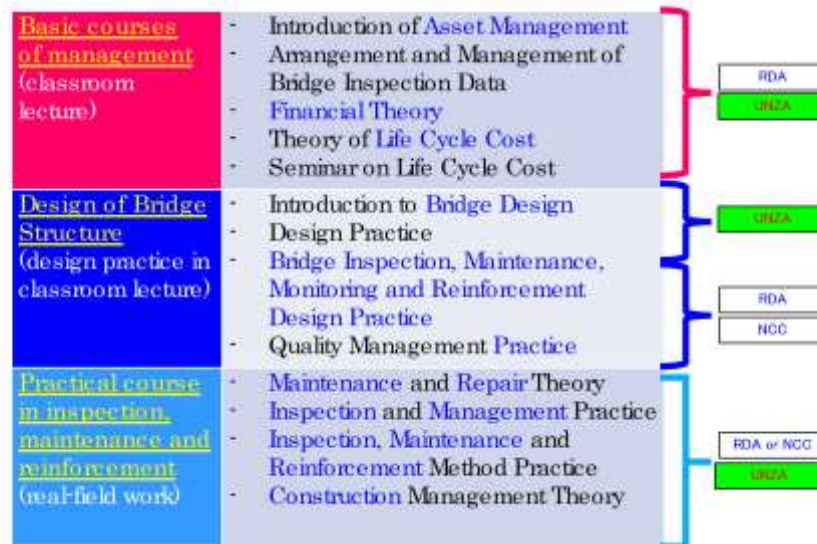 Basic courses
of management
(classroom
lecture)
- Introduction of Asset Management
- Arrangement and Management of
Bridge Inspection Data
- Financial Theory
- Theory of Life Cycle Cost
- Seminar on Life Cycle Cost
RDA
UNZA
Design of Bridge
Structure
(design practice in
classroom lecture)
- Introduction to Bridge Design
- Design Practice
- Bridge Inspection, Maintenance,
Monitoring and Reinforcement
Design Practice
- Quality Management Practice
UNZA
RDA
NCC
Practical course
in inspection,
maintenance and
reinforcement
(real-field work)
- Maintenance and Repair Theory
- Inspection and Management Practice
- Inspection, Maintenance and
Reinforcement Method Practice
- Construction Management Theory
RDA or NCC
UNZA